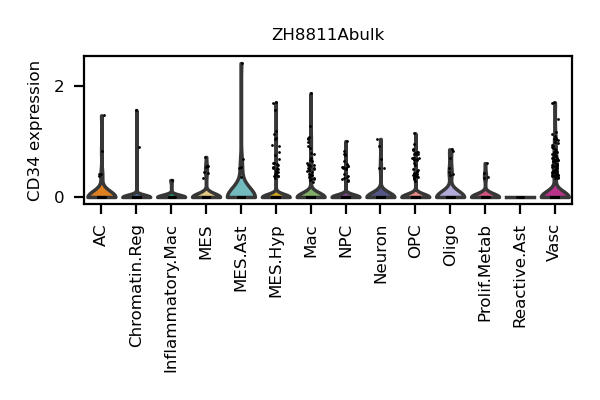 ZH8811Abulk
CD34 expression
2
0
AC
Chromatin.Reg
Inflammatory.Mac
MES
MES.Ast
MES.Hyp
Mac
NPC
Neuron
OPC
Oligo
Prolif.Metab
Reactive.Ast
Vasc